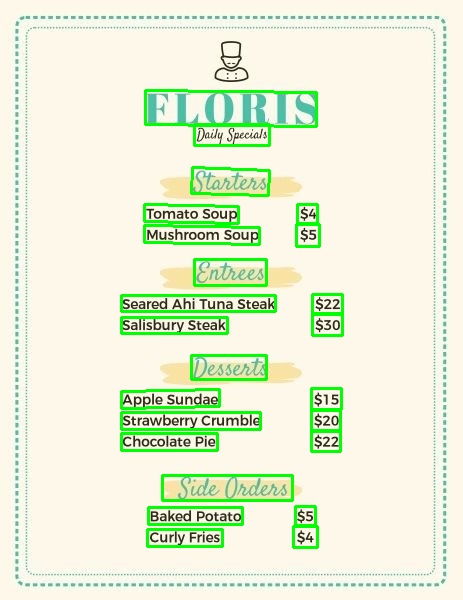 FLORIS
Daily Specials
Starters
Tomato Soup $4
Mushroom Soup $5
Entrees
Seared Ahi Tuna Steak $22
Salisbury Steak $30
Desserts
Apple Sundae $15
Strawberry Crumble $20
Chocolate Pie $22
Side Orders
Baked Potato $5
Curly Fries $4